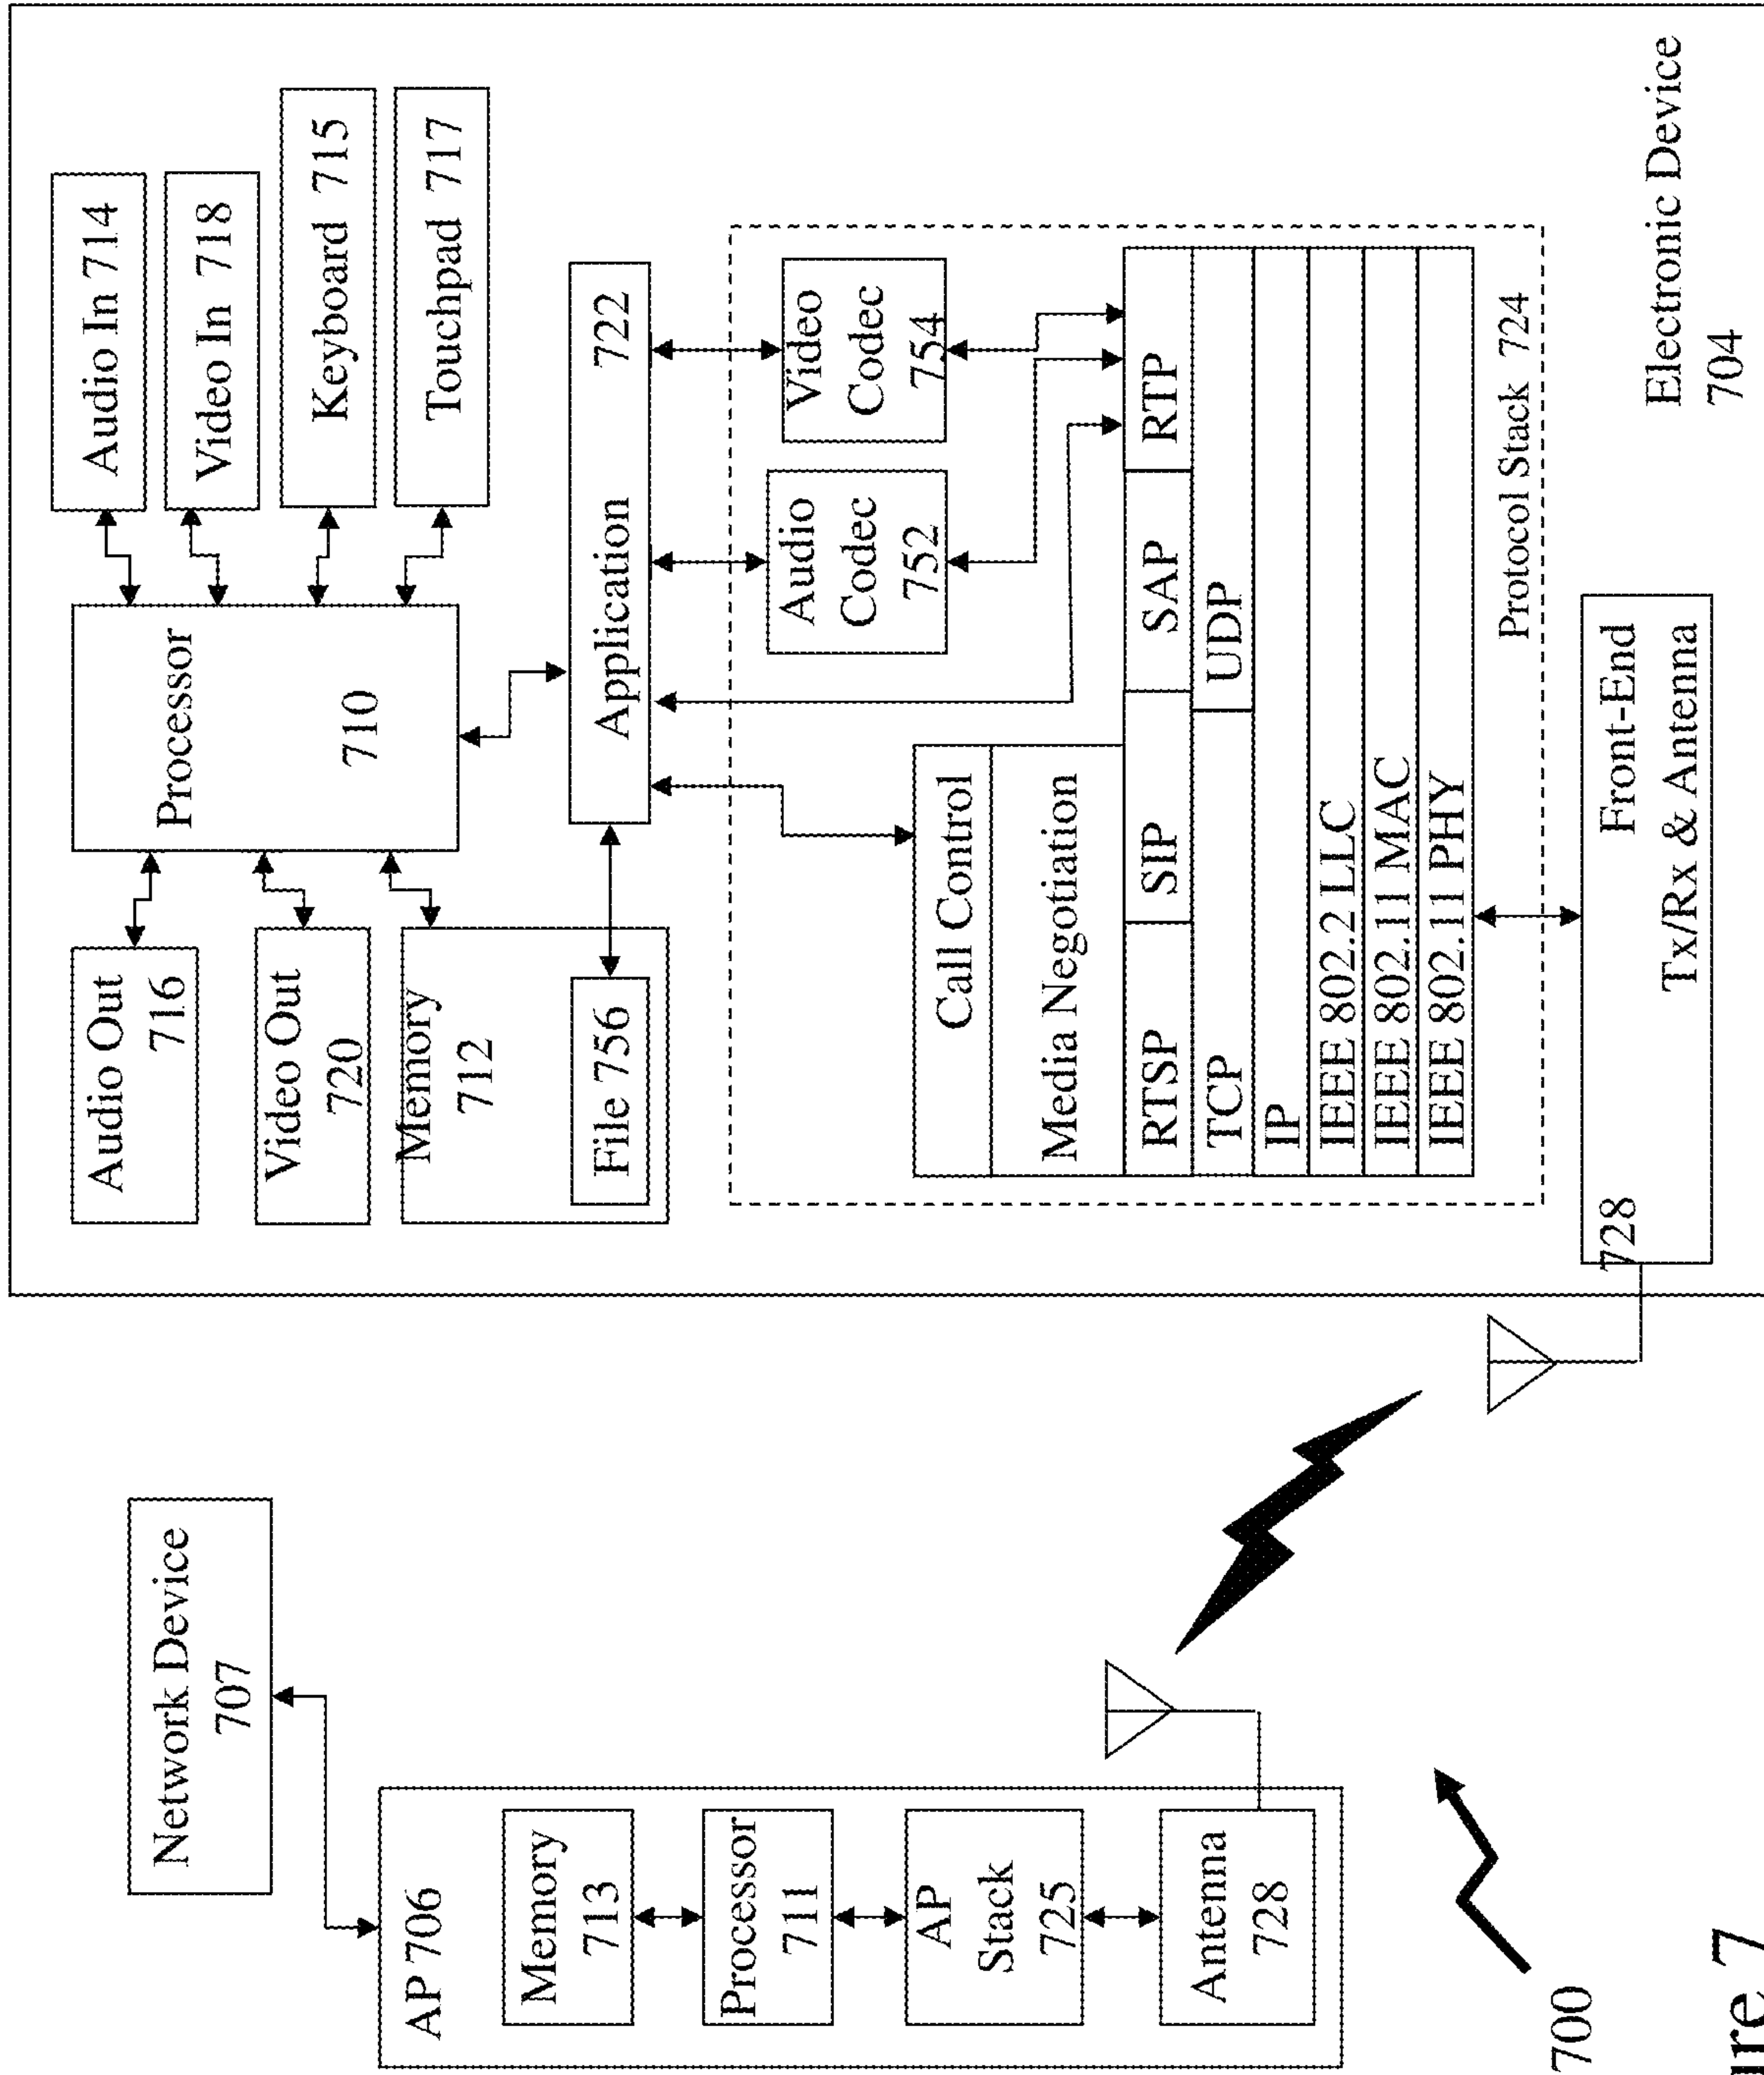 Network Device
707
AP 706
Memory
713
Processor
711
AP
Stack
725
Antenna
728
700
Audio Out
716
Video Out
720
Memory
712
File 756
Processor
710
Audio In 714
Video In 718
Keyboard 715
Touchpad 717
Application 722
Audio
Codec
752
Video
Codec
754
Call Control
Media Negotiation
RTSP SIP SAP RTP
TCP UDP
IP
IEEE 802.2 LLC
IEEE 802.11 MAC
IEEE 802.11 PHY
Protocol Stack 724
728 Front-End
Tx/Rx & Antenna
Electronic Device
704
ure 7